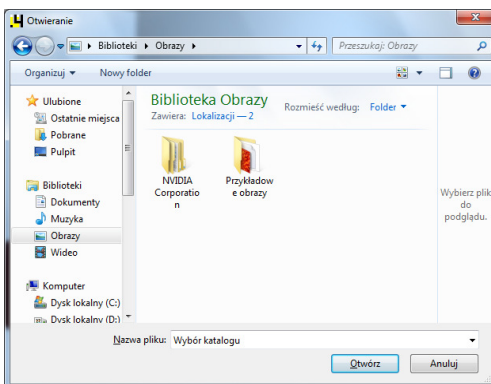 Otwieranie
Biblioteki Obrazy
Przeszukaj: Obrazy
Organizuj Nowy folder
Ulubione
Ostatnie miejsca
Pobrane
Pulpit
Biblioteki
Dokumenty
Muzyka
Obrazy
Wideo
Komputer
Dysk lokalny (C:)
Dysk lokalny (D:)
Biblioteka Obrazy
Zawiera: Lokalizacji — 2
Rozmieść według: Folder
NVIDIA
Corporatio
n
Przykładow
e obrazy
Wybierz plik
do
podglądu.
Nazwa pliku: Wybór katalogu
Otwórz Anuluj